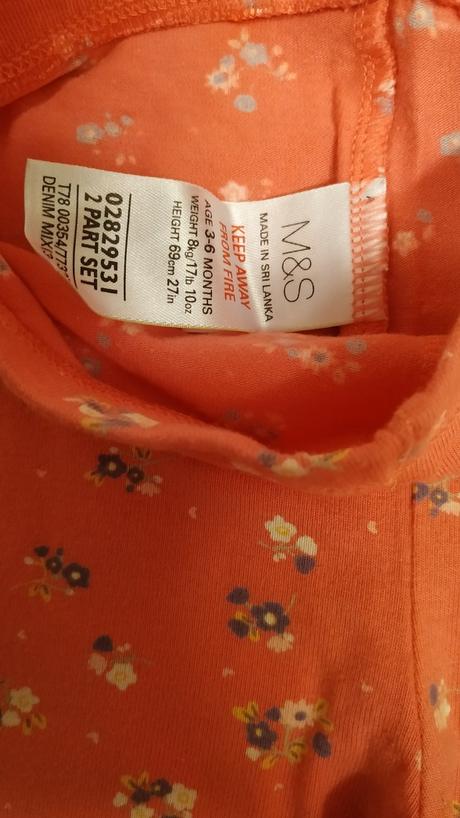 M&S
MADE IN SRI LANKA
KEEP AWAY
FROM FIRE
AGE 3-6 MONTHS
WEIGHT 8kg/17lb 10oz
HEIGHT 69cm 27in
02829531
2 PART SET
DENIM MIX